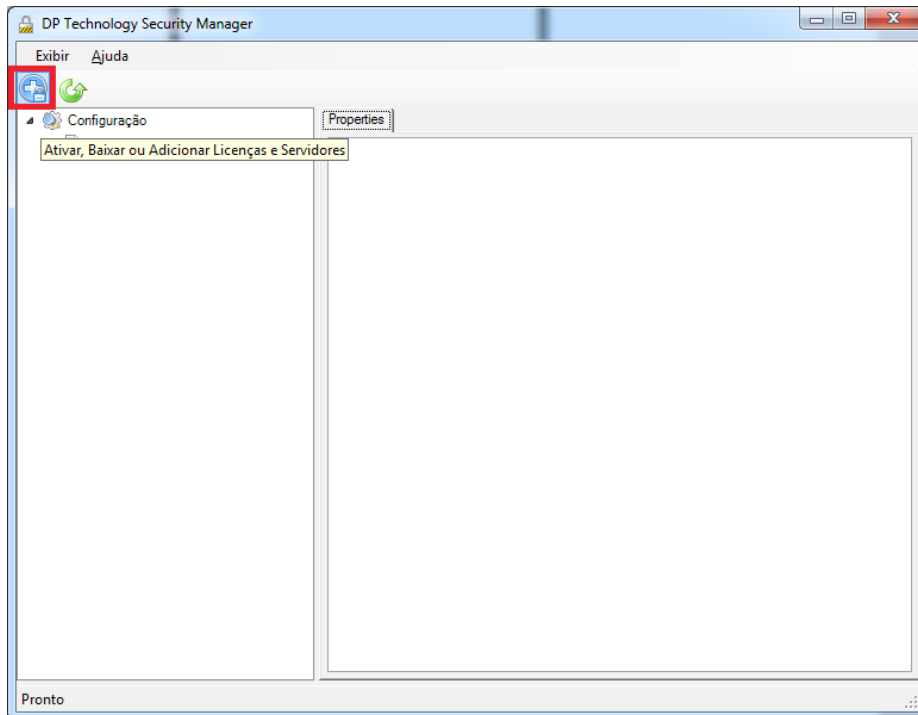 DP Technology Security Manager
Exibir Ajuda
Configuração
Properties
Ativar, Baixar ou Adicionar Licenças e Servidores
Pronto